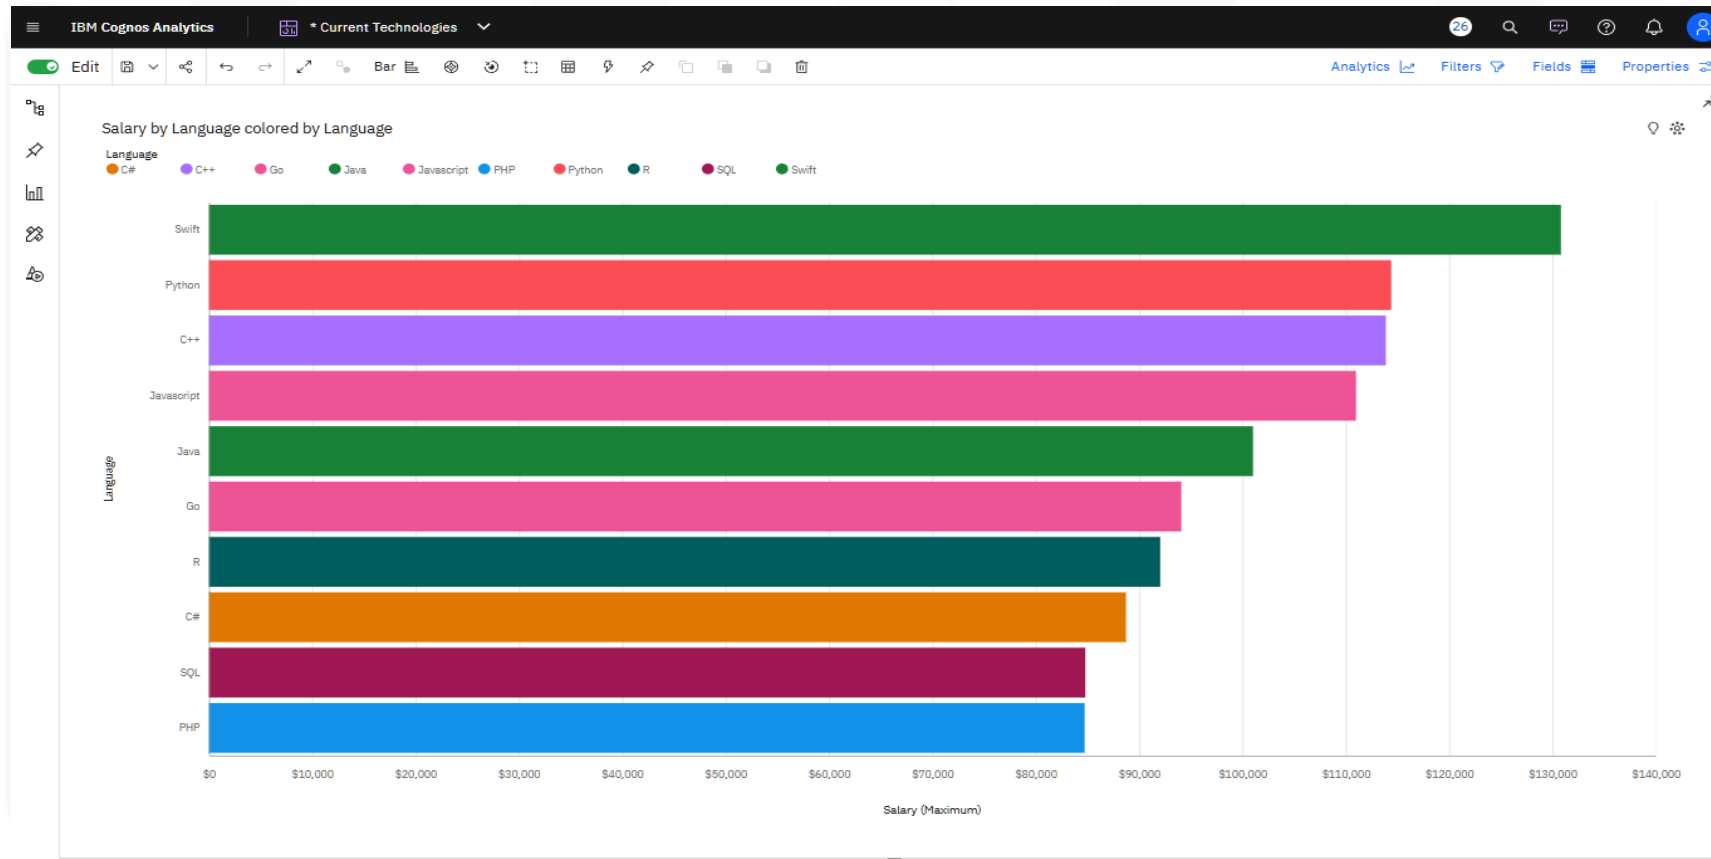 IBM Cognos Analytics
* Current Technologies
26
Edit
Bar
Analytics
Filters
Fields
Properties
Salary by Language colored by Language
Language
C# C++ Go Java Javascript PHP Python R SQL Swift
Swift
Python
C++
Javascript
Java
Go
R
C#
SQL
PHP
Language
$0 $10,000 $20,000 $30,000 $40,000 $50,000 $60,000 $70,000 $80,000 $90,000 $100,000 $110,000 $120,000 $130,000 $140,000
Salary (Maximum)